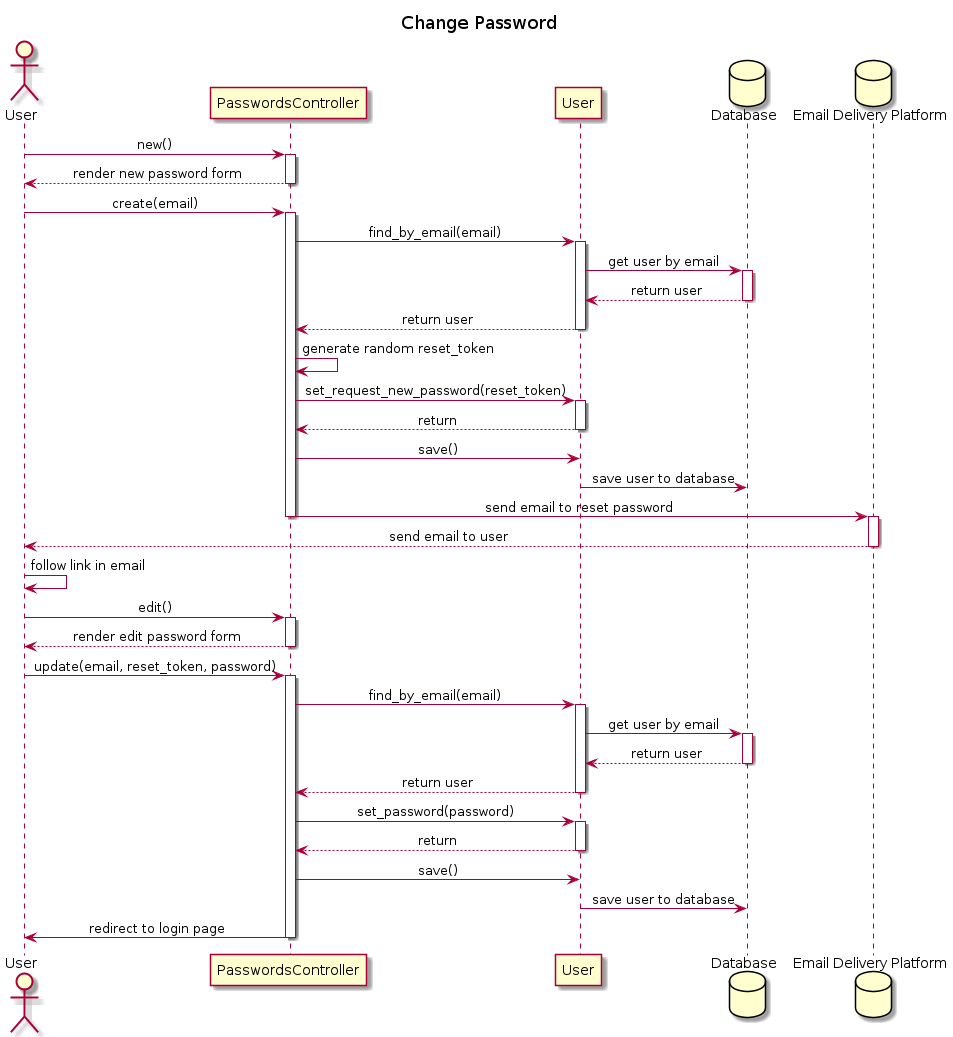 Change Password
User
PasswordsController
User
Database
Email Delivery Platform
new()
render new password form
create(email)
find_by_email(email)
get user by email
return user
return user
generate random reset_token
set_request_new_password(reset_token)
return
save()
save user to database
send email to reset password
send email to user
follow link in email
edit()
render edit password form
update(email, reset_token, password)
find_by_email(email)
get user by email
return user
return user
set_password(password)
return
save()
save user to database
redirect to login page
User
PasswordsController
User
Database
Email Delivery Platform